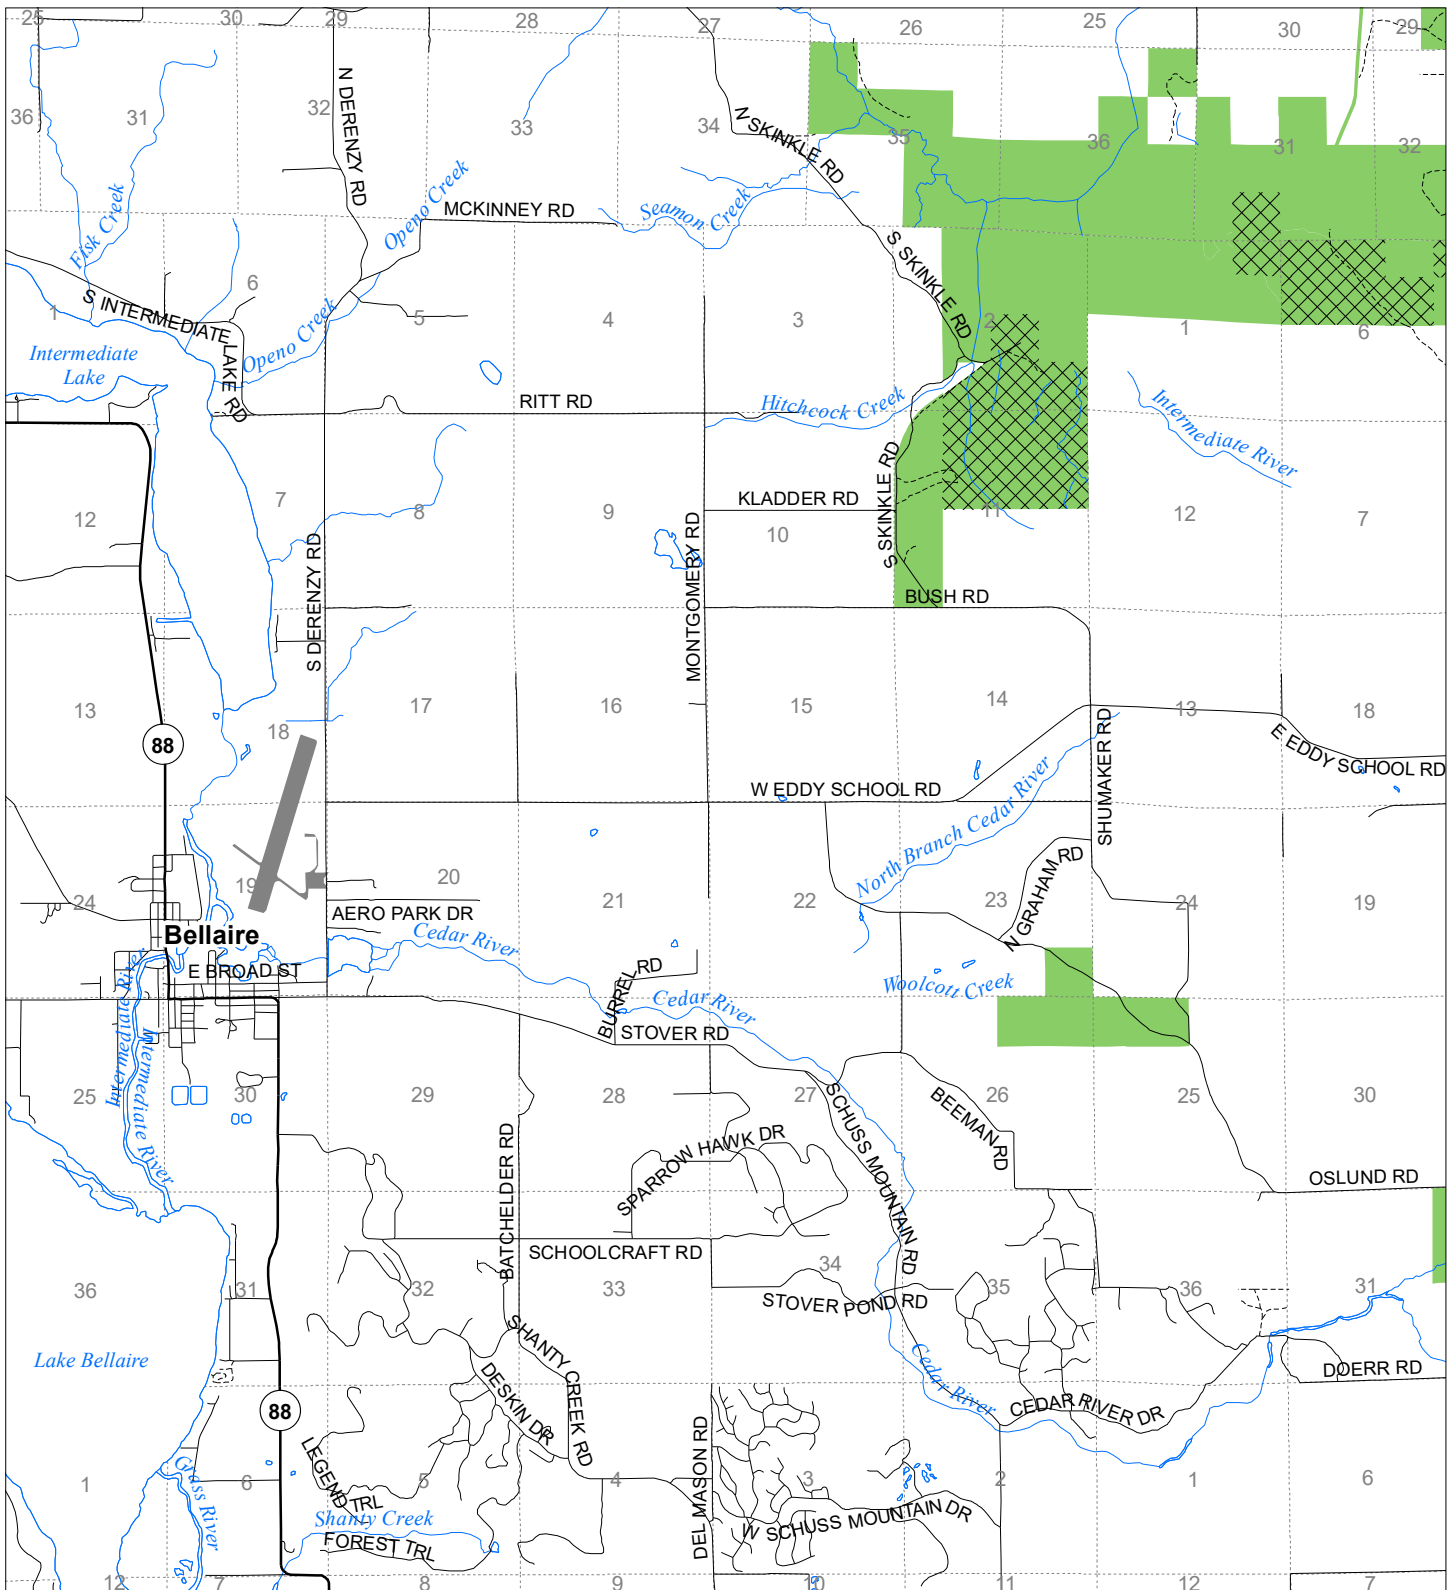 25
30
29
28
27
26
25
30
29
36
31
32
33
34
35
36
31
32
N DERENZY RD
N SKINKLE RD
Fisk Creek
Openo Creek
MCKINNEY RD
Seamon Creek
S SKINKLE RD
6
1
S INTERMEDIATE LAKE RD
Openo Creek
5
4
3
2
1
6
Intermediate
Lake
RITT RD
Hitchcock Creek
Intermediate River
12
7
8
9
10
11
12
7
KLADDER RD
S SKINKLE RD
MONTGOMERY RD
S DERENZY RD
BUSH RD
13
18
17
16
15
14
13
18
88
SHUMAKER RD
E EDDY SCHOOL RD
W EDDY SCHOOL RD
North Branch Cedar River
N GRAHAM RD
24
19
20
21
22
23
24
19
AERO PARK DR
Bellaire
Cedar River
E BROAD ST
BURREL RD
Cedar River
Woolcott Creek
STOVER RD
Intermediate River
Intermediate River
25
30
29
28
27
26
25
30
SCHUSS MOUNTAIN RD
BEEMAN RD
BATCHELDER RD
SPARROW HAWK DR
OSLUND RD
SCHOOLCRAFT RD
36
31
32
33
34
35
36
31
STOVER POND RD
SHANTY CREEK RD
Lake Bellaire
DESKIN DR
Cedar River
DOERR RD
88
CEDAR RIVER DR
DEL MASON RD
LEGEND TRL
Grass River
1
6
5
4
3
2
1
6
Shanty Creek
W SCHUSS MOUNTAIN DR
FOREST TRL
12
7
8
9
10
11
12
7